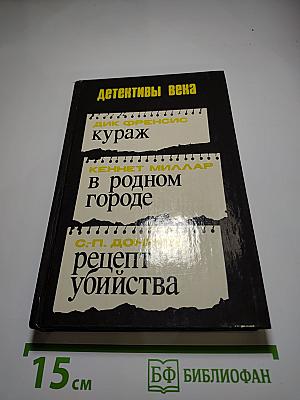 детективы века
ДИК ФРЕНСИС
кураж
КЕННЕТ МИЛЛАР
в родном
городе
С.-П.
рецепт
убийства
15 см
БФ БИБЛИОФАН